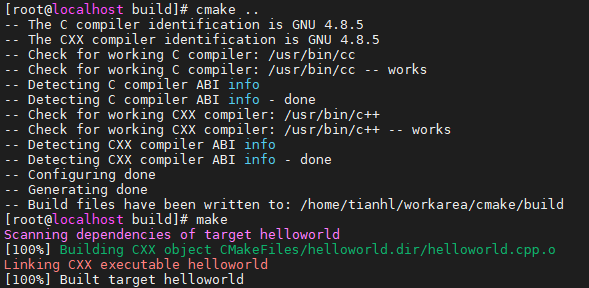 [root@localhost build]# cmake ..
-- The C compiler identification is GNU 4.8.5
-- The CXX compiler identification is GNU 4.8.5
-- Check for working C compiler: /usr/bin/cc
-- Check for working C compiler: /usr/bin/cc -- works
-- Detecting C compiler ABI info
-- Detecting C compiler ABI info - done
-- Check for working CXX compiler: /usr/bin/c++
-- Check for working CXX compiler: /usr/bin/c++ -- works
-- Detecting CXX compiler ABI info
-- Detecting CXX compiler ABI info - done
-- Configuring done
-- Generating done
-- Build files have been written to: /home/tianhl/workarea/cmake/build
[root@localhost build]# make
Scanning dependencies of target helloworld
[100%] Building CXX object CMakeFiles/helloworld.dir/helloworld.cpp.o
Linking CXX executable helloworld
[100%] Built target helloworld